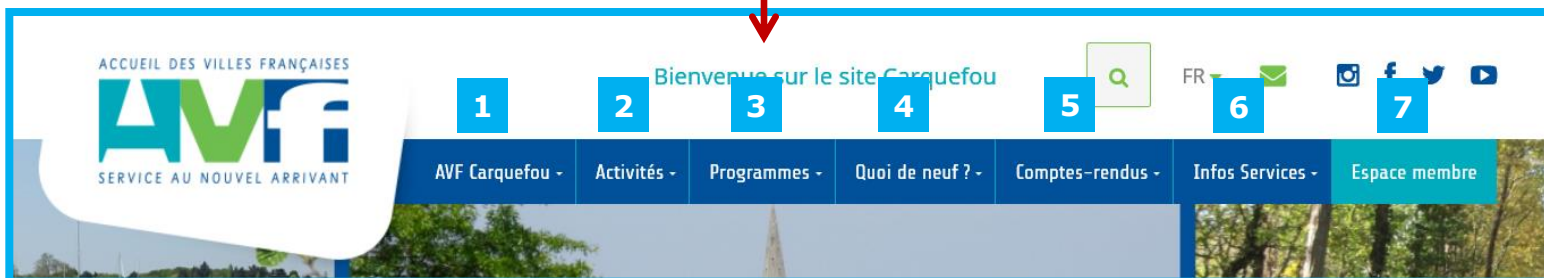 ACCUEIL DES VILLES FRANÇAISES
AVf
SERVICE AU NOUVEL ARRIVANT
Bienvenue sur le site Carquefou
FR
1
2
3
4
5
6
7
AVF Carquefou
Activités
Programmes
Quoi de neuf ?
Comptes-rendus
Infos Services
Espace membre